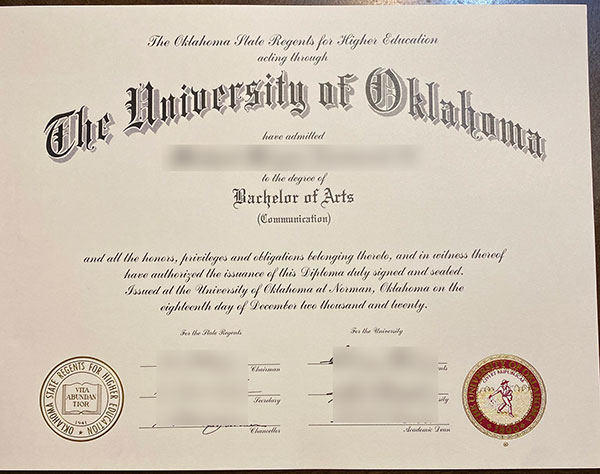 The Oklahoma State Regents for Higher Education
acting through
The University of Oklahoma
have admitted
to the degree of
Bachelor of Arts
(Communication)
and all the honors, privileges and obligations belonging thereto, and in witness thereof
have authorized the issuance of this Diploma duly signed and sealed.
Issued at the University of Oklahoma at Norman, Oklahoma on the
eighteenth day of December two thousand and twenty.
For the State Regents
For the University
Chairman
Secretary
Chancellor
Academic Dean
OKLAHOMA STATE REGENTS FOR HIGHER EDUCATION
VITA
ABUNDAN
TIOR
1941
CIVET REIPUBLICAE